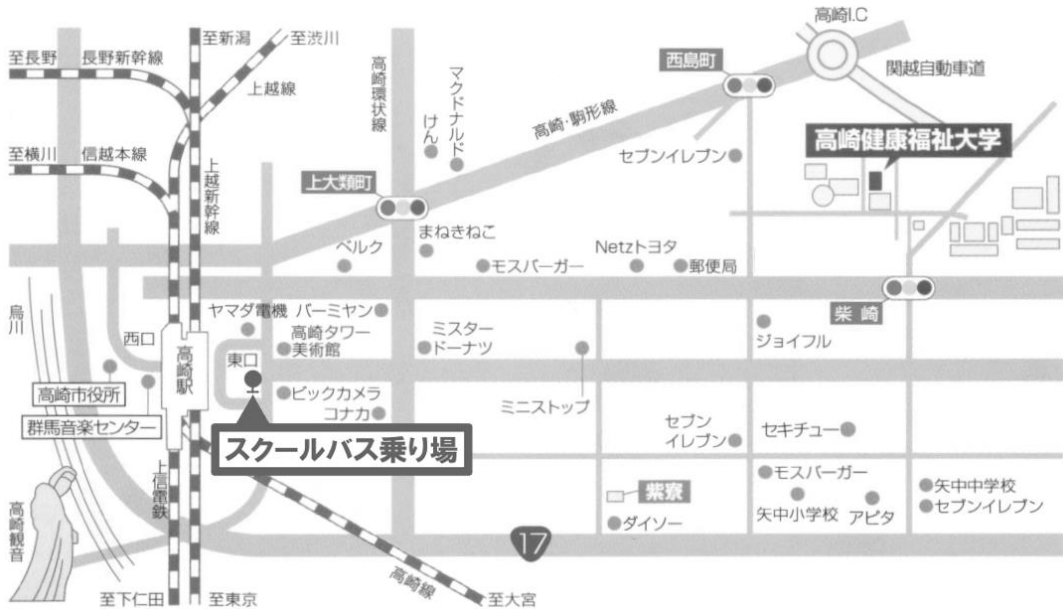 高崎I.C
至新潟
至渋川
至長野
長野新幹線
西島町
関越自動車道
上越線
高崎環状線
マクドナルド
けん
高崎・駒形線
高崎健康福祉大学
至横川
信越本線
セブンイレブン
上越新幹線
上大類町
まねきねこ
ベルク
モスバーガー
Netzトヨタ
郵便局
烏川
ヤマダ電機
バーミヤン
柴崎
西口
高崎タワー
美術館
ミスター
ドーナツ
ジョイフル
高崎駅
東口
高崎市役所
ビックカメラ
ミニストップ
コナカ
群馬音楽センター
セブン
イレブン
セキチュー
スクールバス乗り場
上信電鉄
モスバーガー
矢中中学校
紫寮
高崎観音
矢中小学校
アピタ
セブンイレブン
ダイソー
17
高崎線
至下仁田
至東京
至大宮